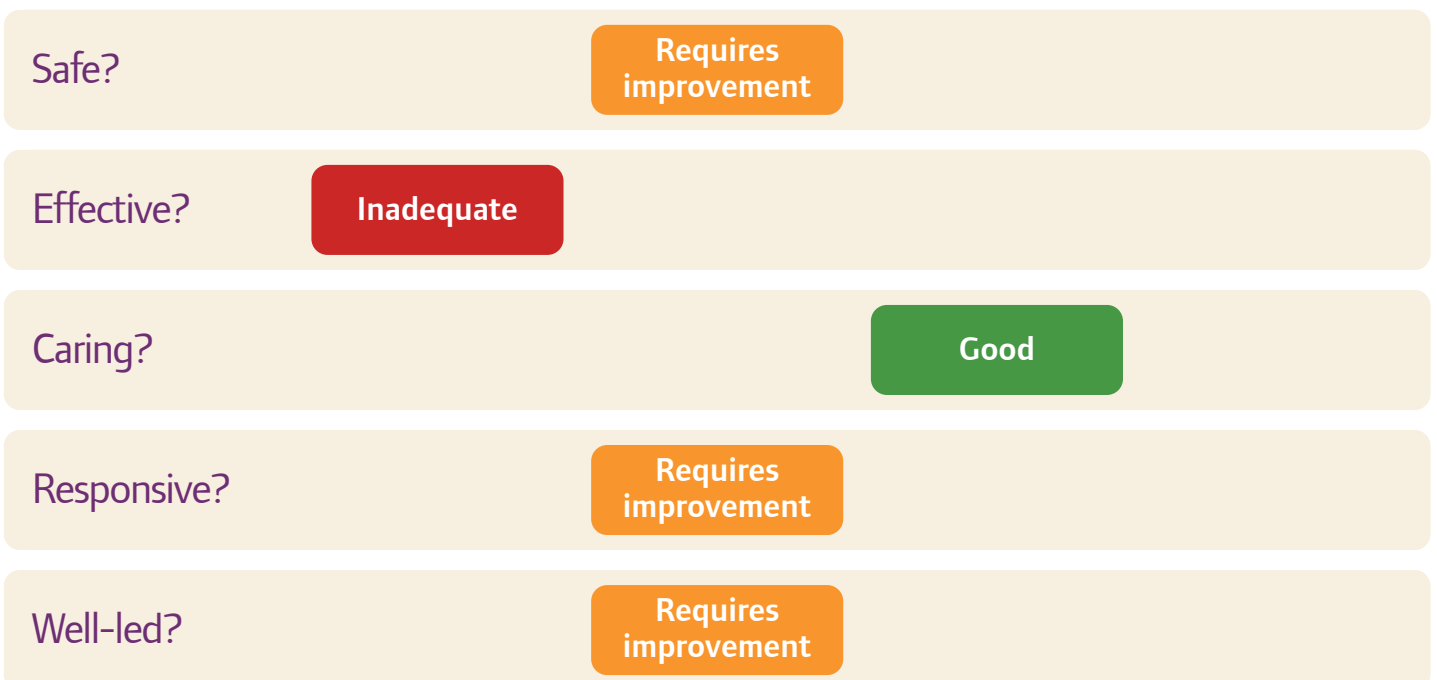 Safe?
Requires
improvement
Effective?
Inadequate
Caring?
Good
Responsive?
Requires
improvement
Well-led?
Requires
improvement